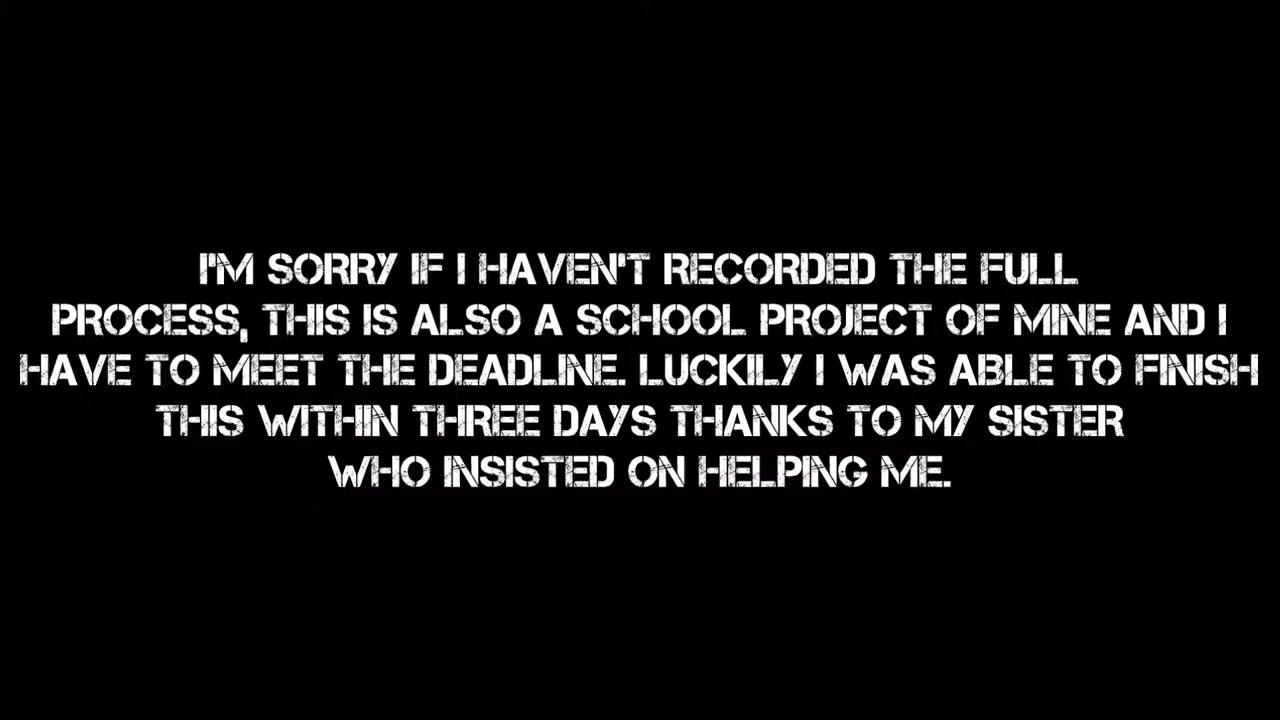 I'M SORRY IF I HAVEN'T RECORDED THE FULL
PROCESS, THIS IS ALSO A SCHOOL PROJECT OF MINE AND I
HAVE TO MEET THE DEADLINE. LUCKILY I WAS ABLE TO FINISH
THIS WITHIN THREE DAYS THANKS TO MY SISTER
WHO INSISTED ON HELPING ME.